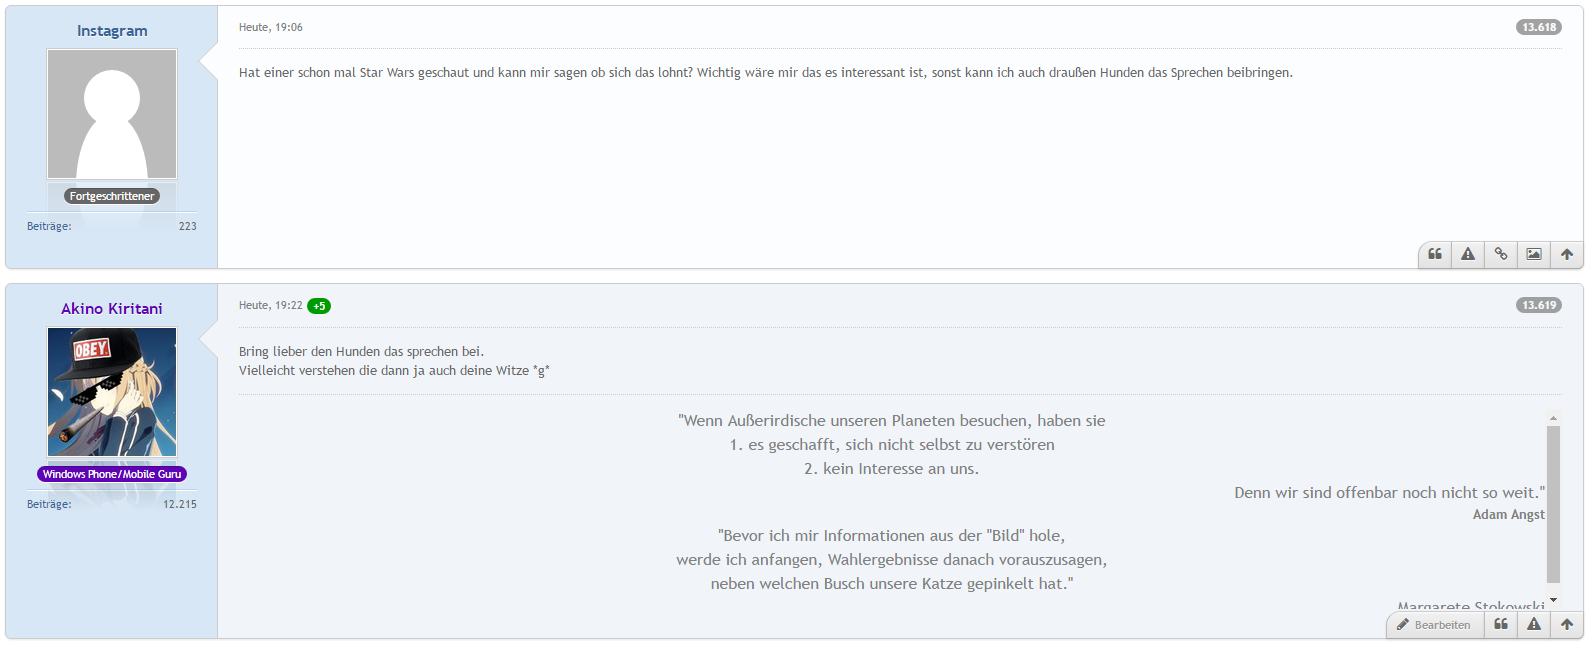 Instagram
Heute, 19:06
13.618
Hat einer schon mal Star Wars geschaut und kann mir sagen ob sich das lohnt? Wichtig wäre mir das es interessant ist, sonst kann ich auch draußen Hunden das Sprechen beibringen.
Fortgeschrittener
Beiträge: 223
Akino Kiritani
Heute, 19:22 +5
13.619
OBEY
Bring lieber den Hunden das sprechen bei.
Vielleicht verstehen die dann ja auch deine Witze *g*
Windows Phone/Mobile Guru
Beiträge: 12.215
"Wenn Außerirdische unseren Planeten besuchen, haben sie
1. es geschafft, sich nicht selbst zu verstören
2. kein Interesse an uns.
Denn wir sind offenbar noch nicht so weit."
Adam Angst
"Bevor ich mir Informationen aus der "Bild" hole,
werde ich anfangen, Wahlergebnisse danach vorauszusagen,
neben welchen Busch unsere Katze gepinkelt hat."
Margarete Stokowski
Bearbeiten